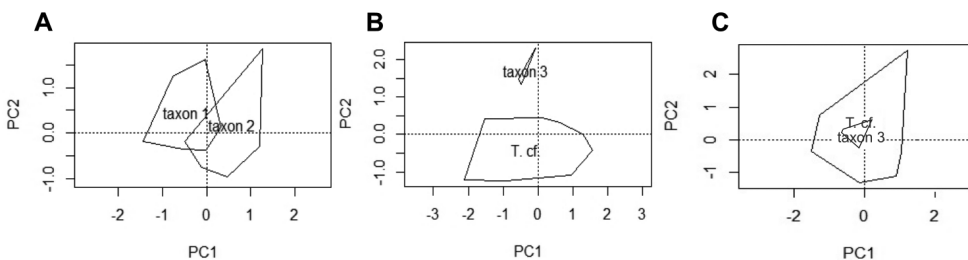 A
PC2
1.0
0.0
-1.0
taxon 1
taxon 2
-2 -1 0 1 2
PC1
B
PC2
2.0
1.0
0.0
-1.0
taxon 3
T. cf.
-3 -2 -1 0 1 2 3
PC1
C
PC2
2
1
0
-1
T. cf.
taxon 3
-2 0 2
PC1